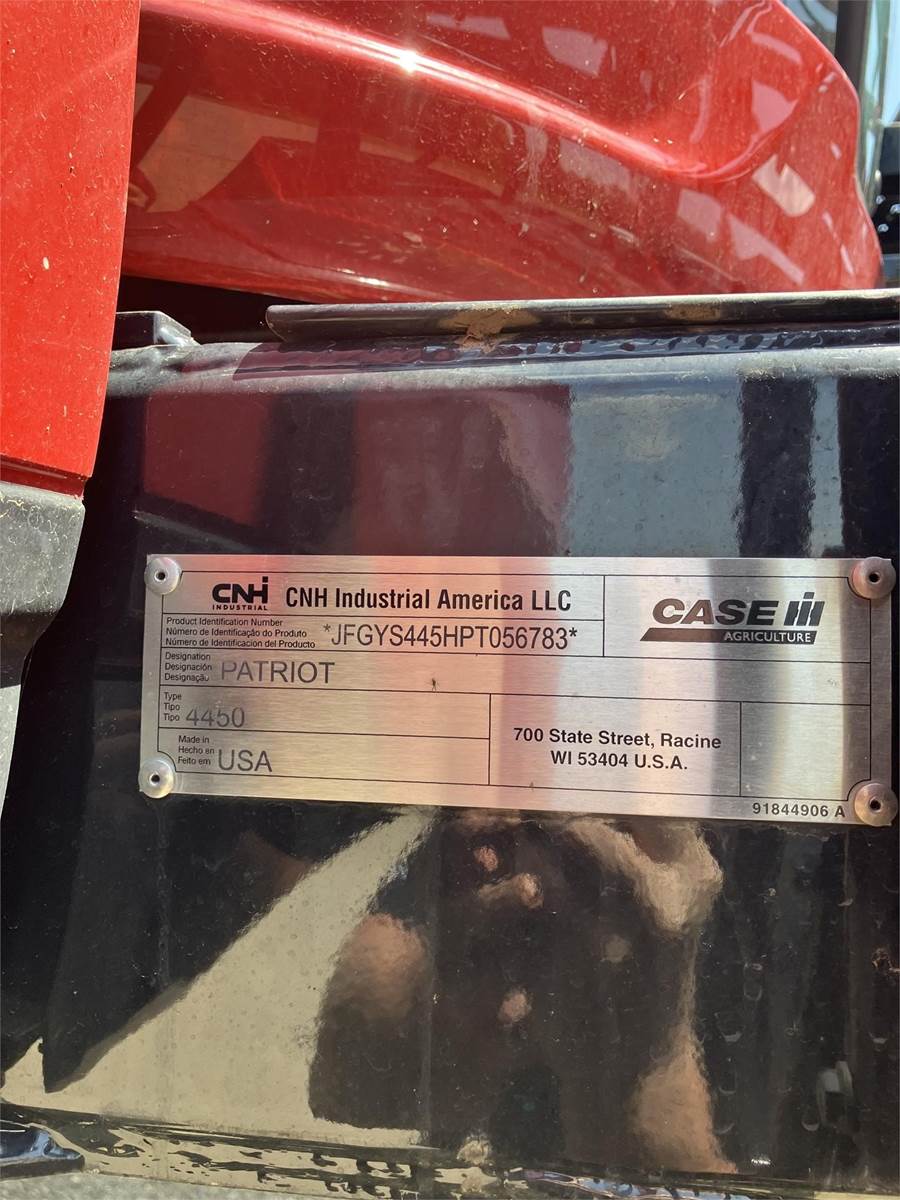 CNH
INDUSTRIAL
CNH Industrial America LLC
Product Identification Number
Número de Identificação do Produto
Número de Identificacion del Producto
*JFGYS445HPT056783*
CASE IH
AGRICULTURE
Designation
Designación
Designação
PATRIOT
Type
Tipo
Tipo
4450
Made in
Hecho en
Feito em
USA
700 State Street, Racine
WI 53404 U.S.A.
91844906 A